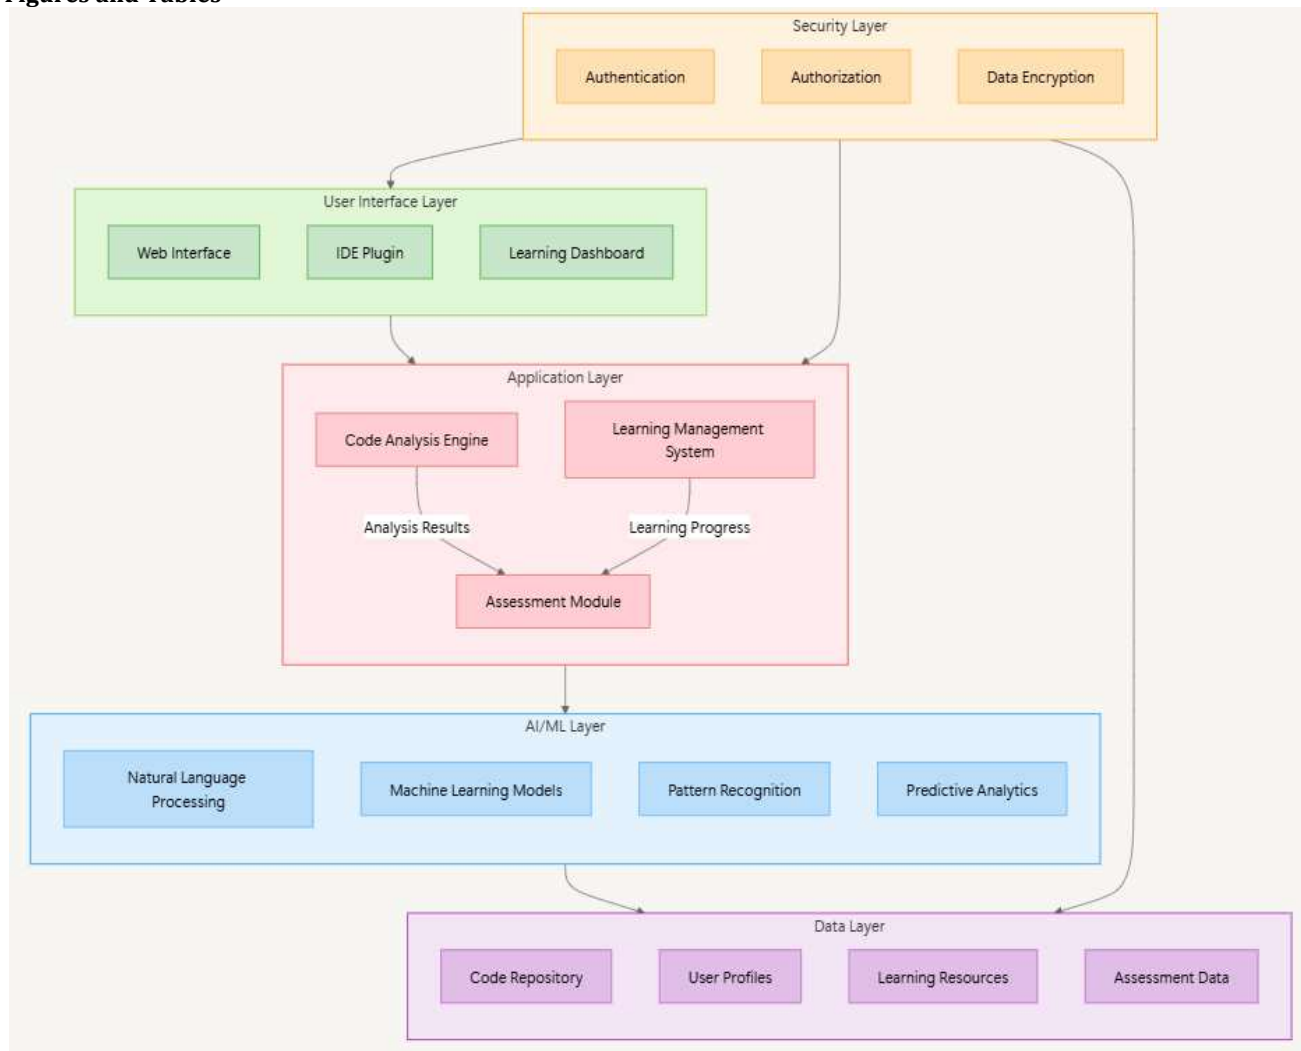 Figures and Tables
Security Layer
Authentication
Authorization
Data Encryption
User Interface Layer
Web Interface
IDE Plugin
Learning Dashboard
Application Layer
Code Analysis Engine
Learning Management
System
Analysis Results
Learning Progress
Assessment Module
AI/ML Layer
Natural Language
Processing
Machine Learning Models
Pattern Recognition
Predictive Analytics
Data Layer
Code Repository
User Profiles
Learning Resources
Assessment Data